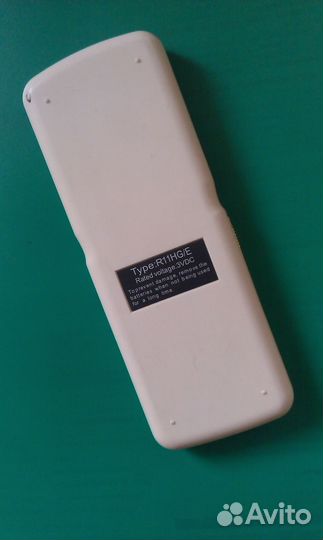 Type:R11HG/E
Rated voltage:3VDC
To prevent damage, remove the
batteries when not being used
for a long time.
Avito